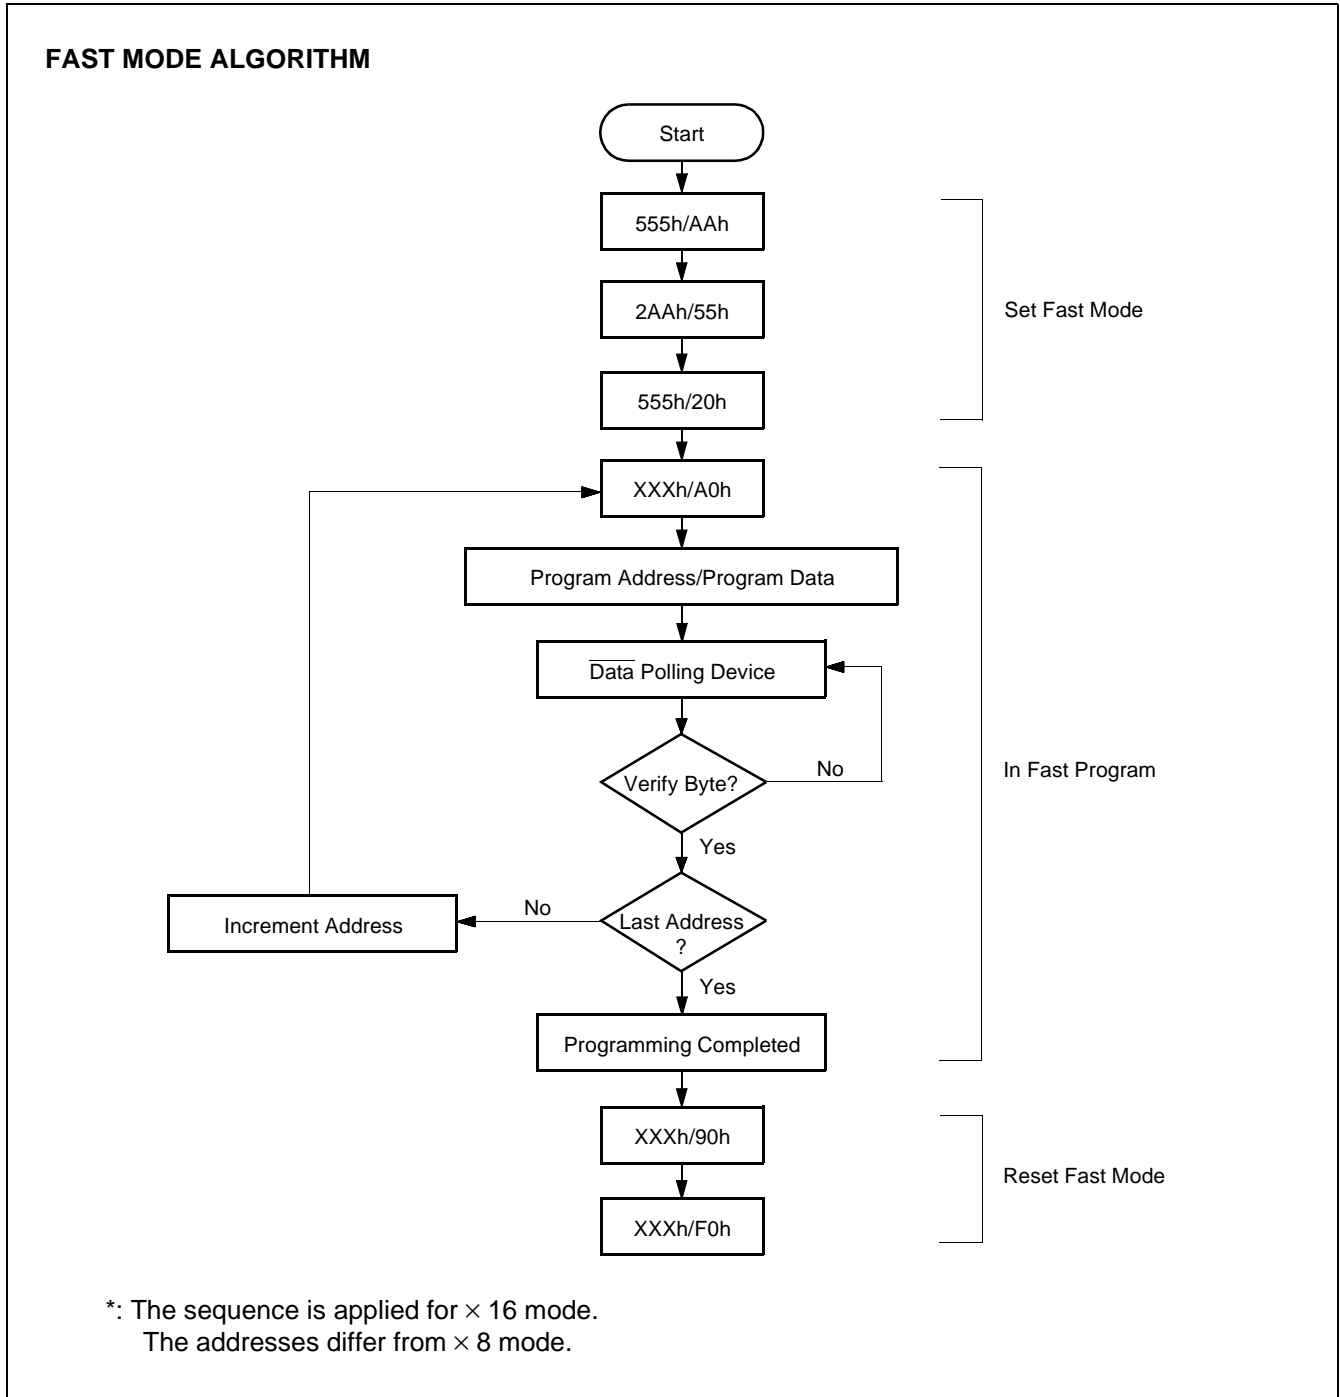 FAST MODE ALGORITHM
Start
555h/AAh
2AAh/55h
Set Fast Mode
555h/20h
XXXh/A0h
Program Address/Program Data
Data Polling Device
Verify Byte?
No
In Fast Program
Yes
Increment Address
No
Last Address
?
Yes
Programming Completed
XXXh/90h
Reset Fast Mode
XXXh/F0h
*: The sequence is applied for × 16 mode.
The addresses differ from × 8 mode.